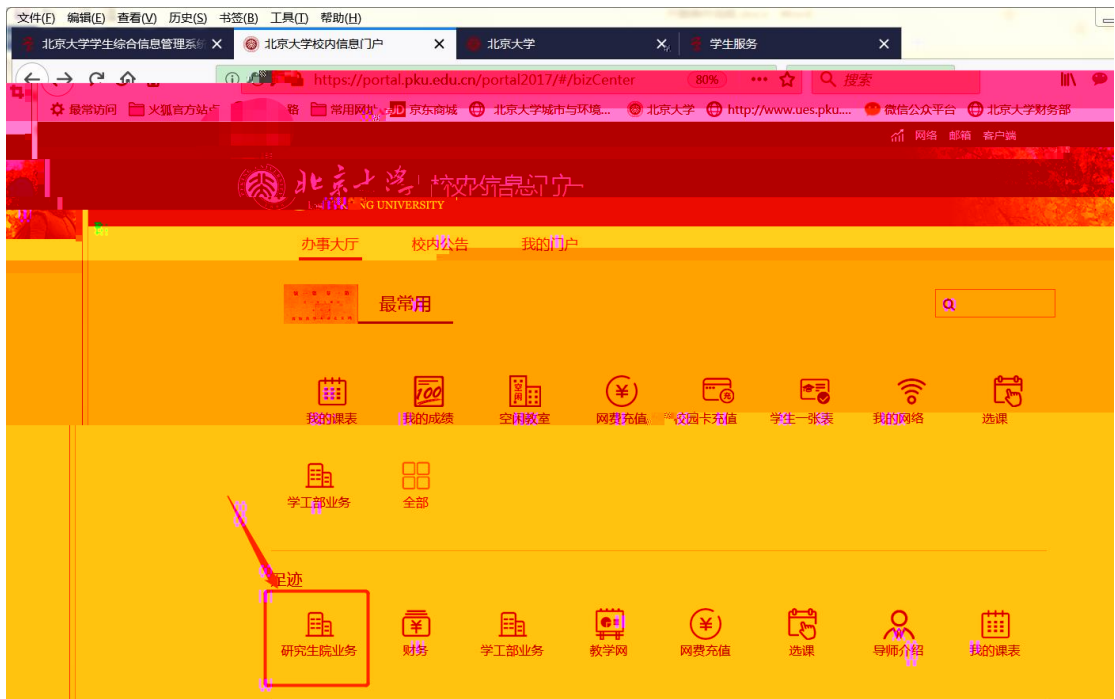 文件(F) 编辑(E) 查看(V) 历史(S) 书签(B) 工具(T) 帮助(H)
北京大学学生综合信息管理系统 北京大学校内信息门户 北京大学 学生服务
https://portal.pku.edu.cn/portal2017/#/bizCenter 80% 搜索
最常访问 火狐官方站点 路 常用网址 JD 京东商城 北京大学城市与环境... 北京大学 http://www.ues.pku.... 微信公众平台 北京大学财务部
网络 邮箱 客户端
北京大学 校内信息门户
UNIVERSITY
办事大厅 校内公告 我的门户
最常用
我的课表 我的成绩 空闲教室 网费充值 校园卡充值 学生一张表 我的网络 选课
学工部业务 全部
足迹
研究生院业务 财务 学工部业务 教学网 网费充值 选课 导师介绍 我的课表